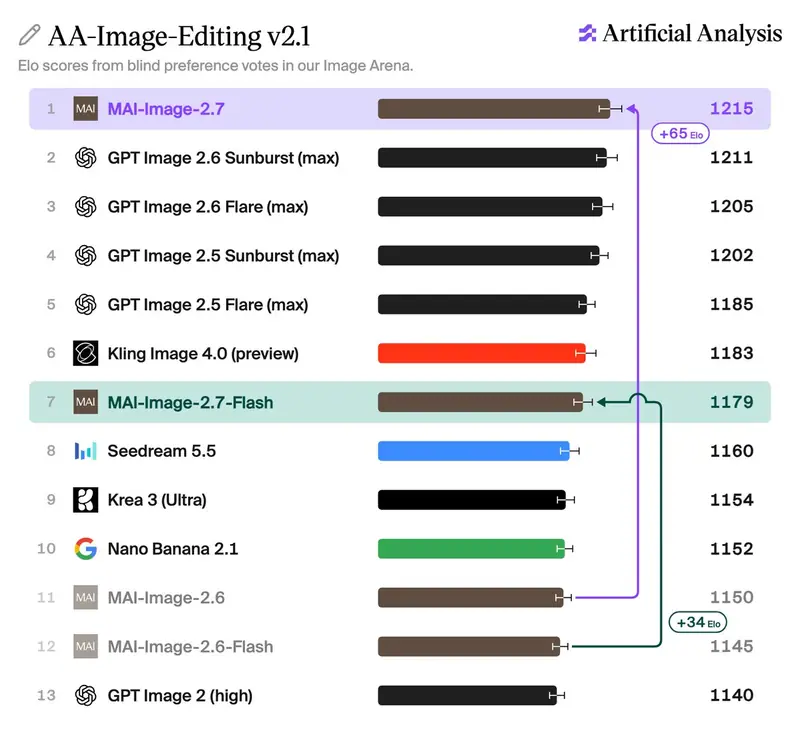 AA-Image-Editing v2.1
Artificial Analysis
Elo scores from blind preference votes in our Image Arena.
1 MAI MAI-Image-2.7 1215
+65 Elo
2 GPT Image 2.6 Sunburst (max) 1211
3 GPT Image 2.6 Flare (max) 1205
4 GPT Image 2.5 Sunburst (max) 1202
5 GPT Image 2.5 Flare (max) 1185
6 Kling Image 4.0 (preview) 1183
7 MAI MAI-Image-2.7-Flash 1179
8 Seedream 5.5 1160
9 Krea 3 (Ultra) 1154
10 Nano Banana 2.1 1152
11 MAI MAI-Image-2.6 1150
+34 Elo
12 MAI MAI-Image-2.6-Flash 1145
13 GPT Image 2 (high) 1140